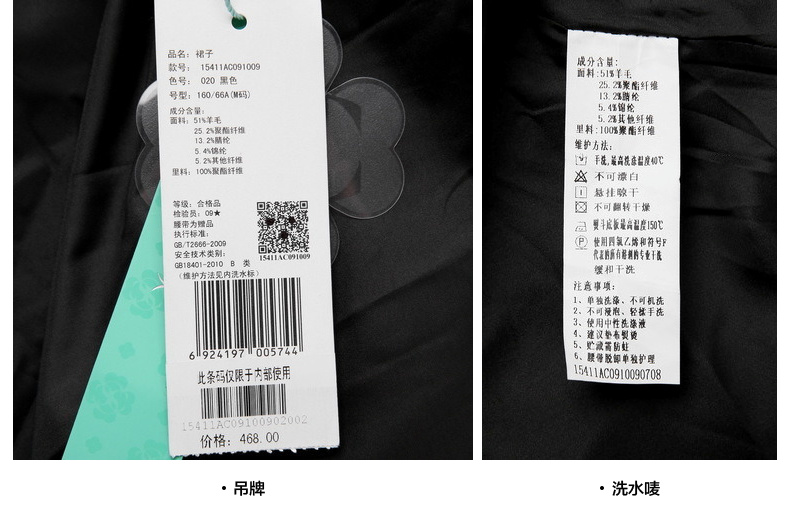 品名：裙子
款号： 15411AC091009
色号： 020 黑色
号型：160/66A(M码)
成分含量：
面料：51%羊毛
25.2%聚酯纤维
13.2%腈纶
5.4%锦纶
5.2%其他纤维
里料：100%聚酯纤维
等级：合格品
检验员：09★
腰带为赠品
执行标准：
GB/T2666-2009
安全技术类别：
GB18401-2010 B 类
（维护方法见内洗水标）
15411AC091009
6 924197 005744
此条码仅限于内部使用
15411AC09100902002
价格：468.00
成分含量：
面料：51%羊毛
25.2%聚酯纤维
13.2%腈纶
5.4%锦纶
5.2%其他纤维
里料：100%聚酯纤维
维护方法：
手洗，最高洗涤温度40℃
不可漂白
悬挂晾干
不可翻转干燥
熨斗底板最高温度150℃
使用四氯乙烯和符号F
代表的所有溶剂的专业干洗
缓和干洗
注意事项：
1、单独洗涤、不可机洗
2、不可浸泡、轻揉手洗
3、使用中性洗涤液
4、建议垫布熨烫
5、贮藏需防蛀
6、腰带脱卸单独护理
15411AC0910090708
• 吊牌
• 洗水唛